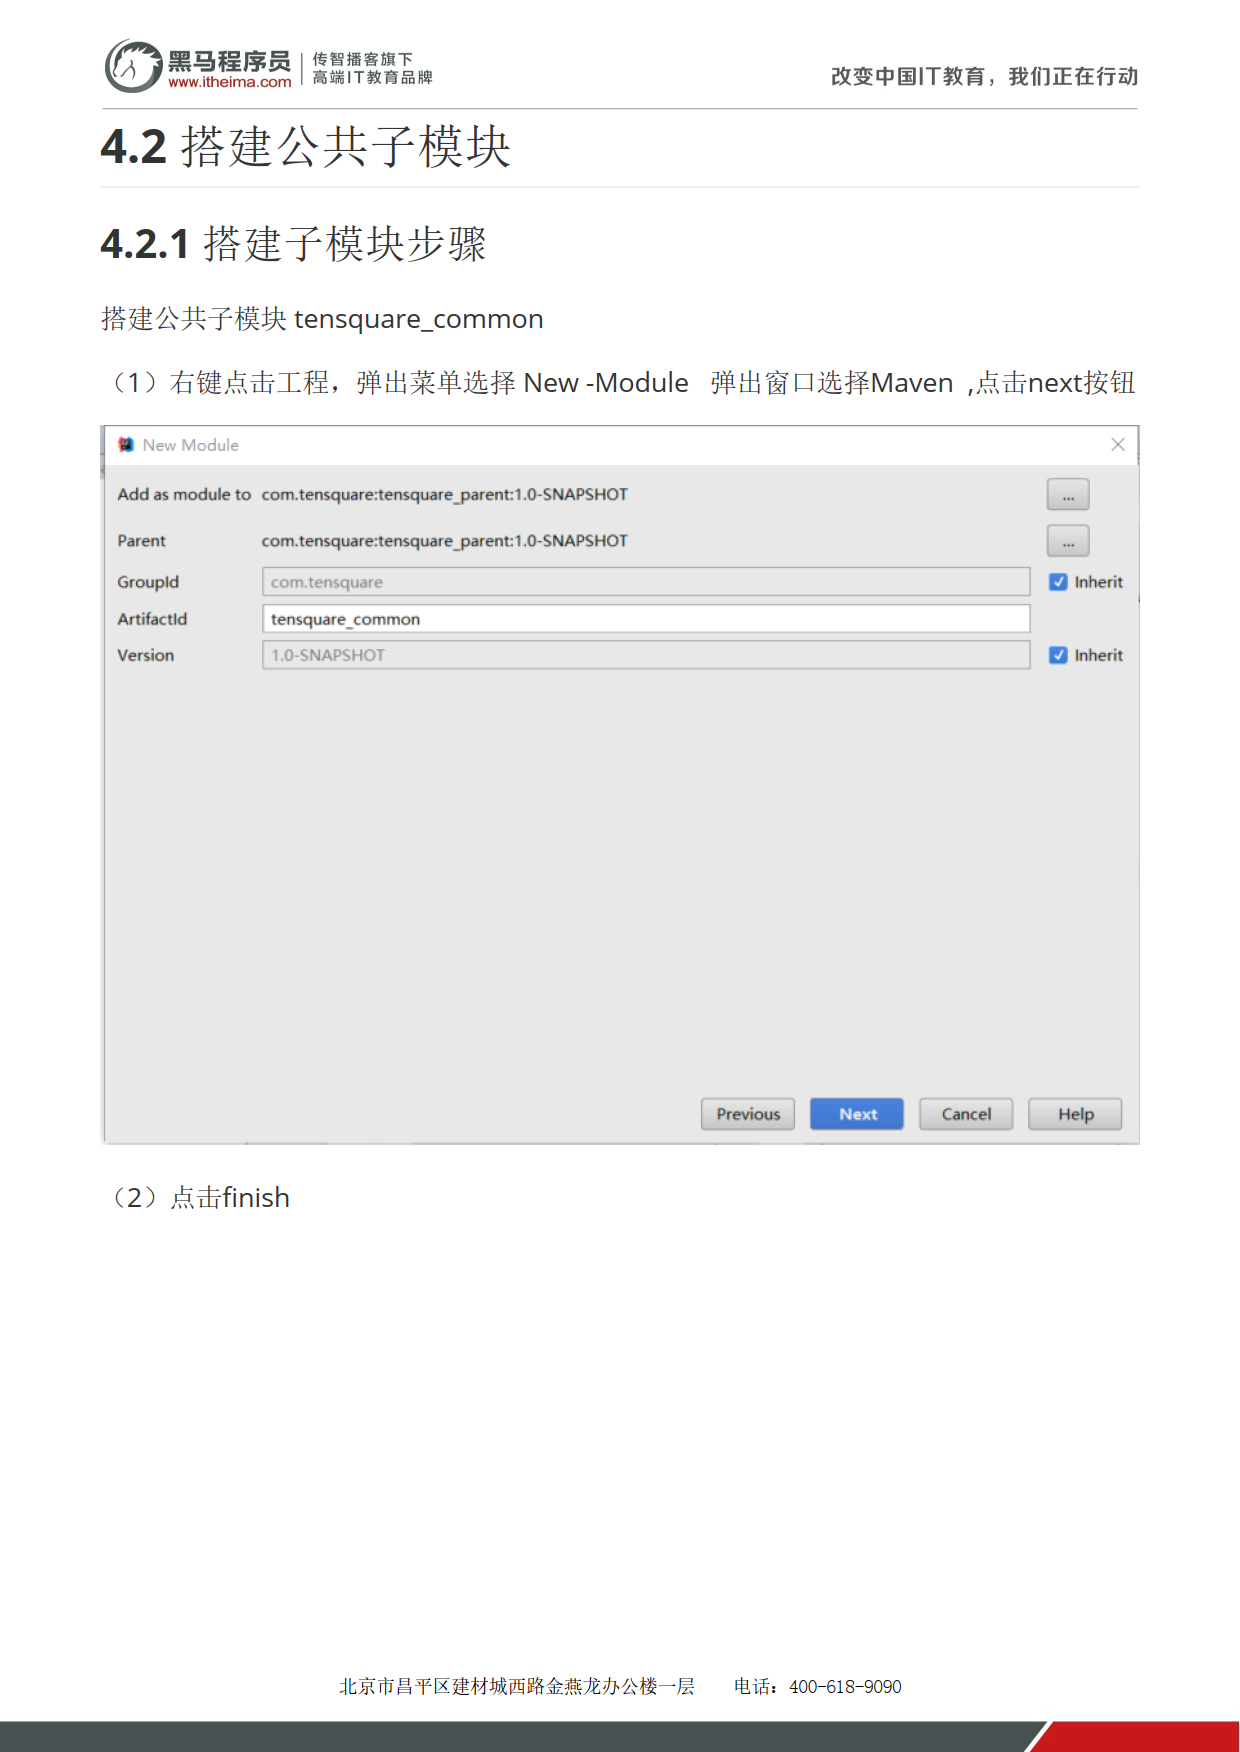 黑马程序员
www.itheima.com
传智播客旗下
高端IT教育品牌
改变中国IT教育，我们正在行动
4.2 搭建公共子模块
4.2.1 搭建子模块步骤
搭建公共子模块 tensquare_common
（1）右键点击工程，弹出菜单选择 New -Module 弹出窗口选择Maven ,点击next按钮
New Module
Add as module to com.tensquare:tensquare_parent:1.0-SNAPSHOT ...
Parent com.tensquare:tensquare_parent:1.0-SNAPSHOT ...
GroupId com.tensquare Inherit
ArtifactId tensquare_common
Version 1.0-SNAPSHOT Inherit
Previous Next Cancel Help
（2）点击finish
北京市昌平区建材城西路金燕龙办公楼一层 电话：400-618-9090